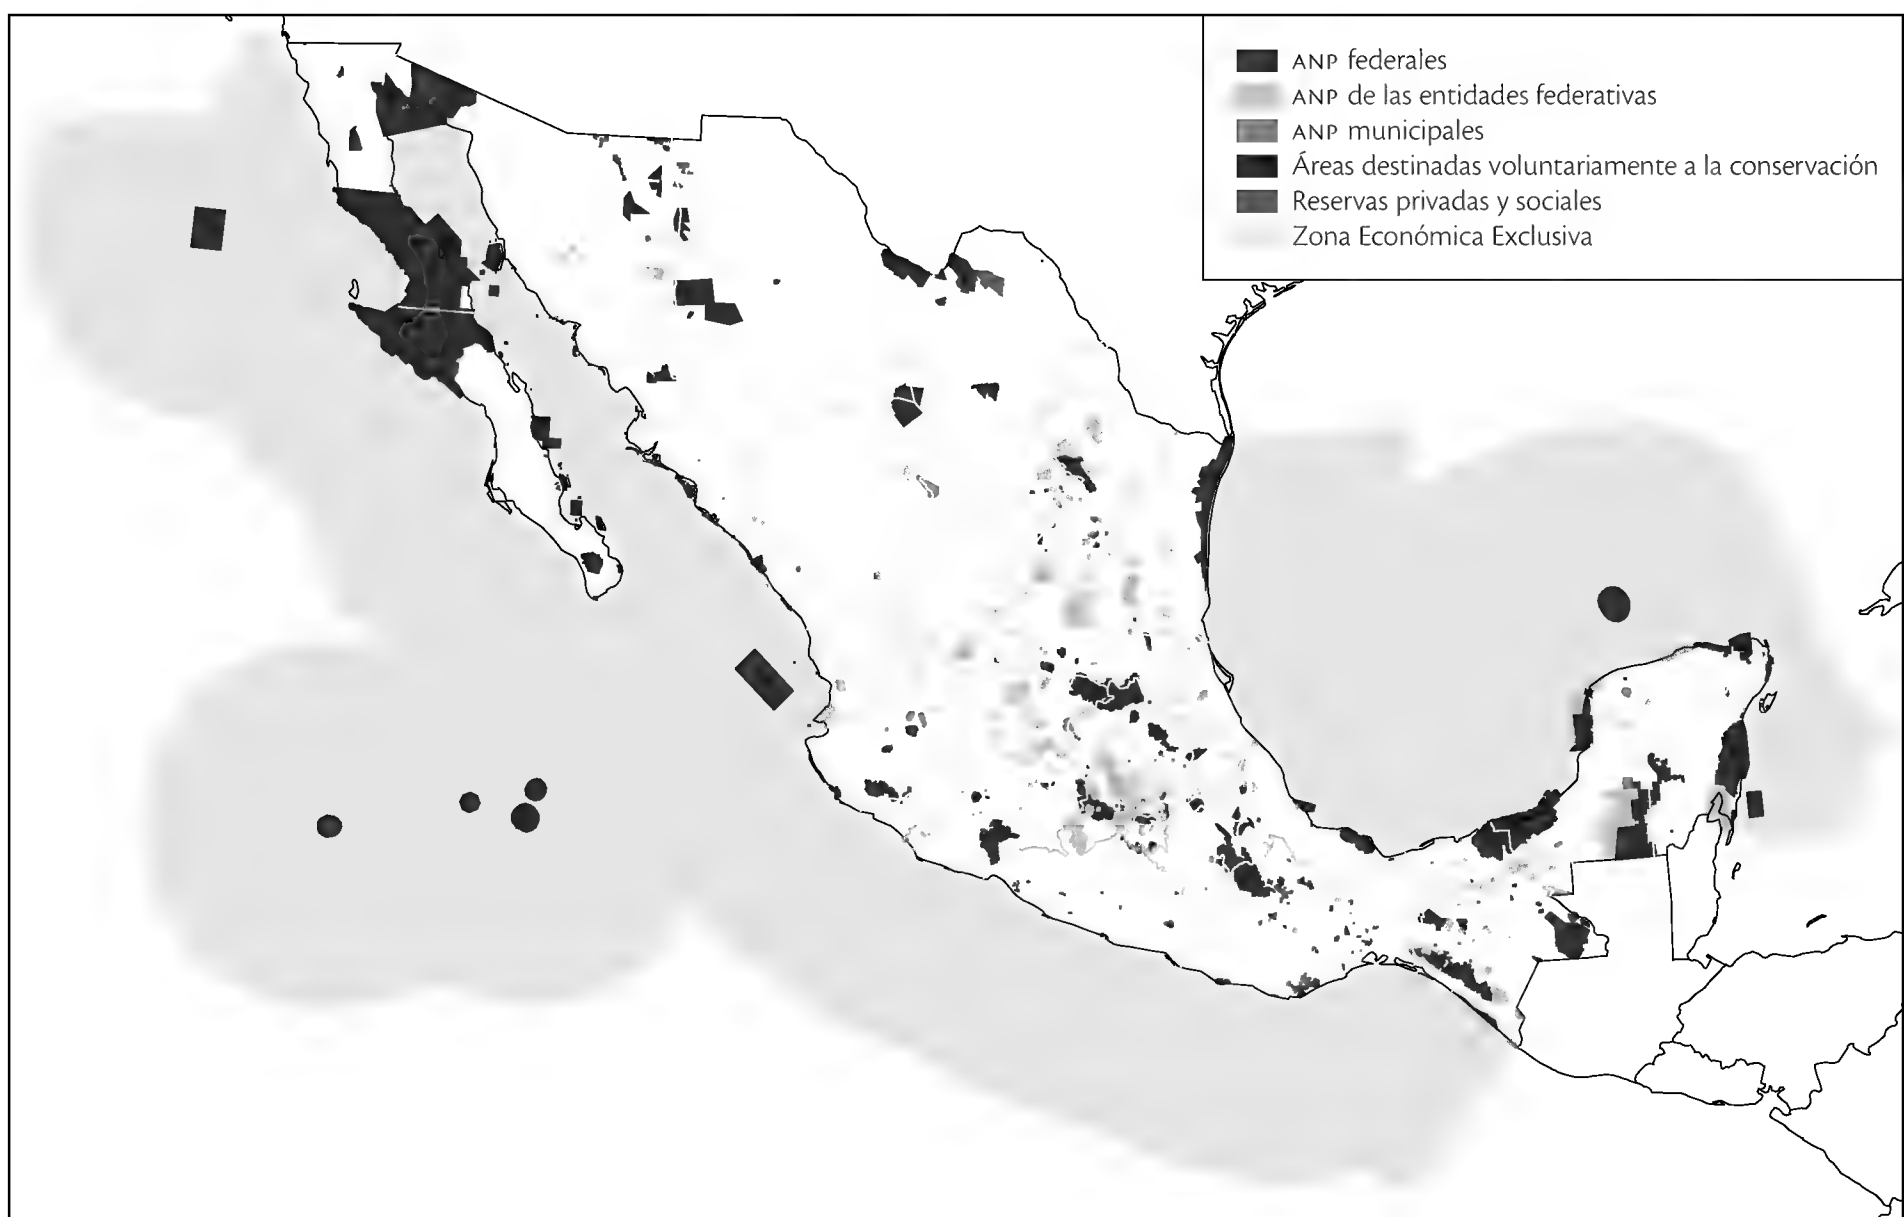 ANP federales
ANP de las entidades federativas
ANP municipales
Áreas destinadas voluntariamente a la conservación
Reservas privadas y sociales
Zona Económica Exclusiva